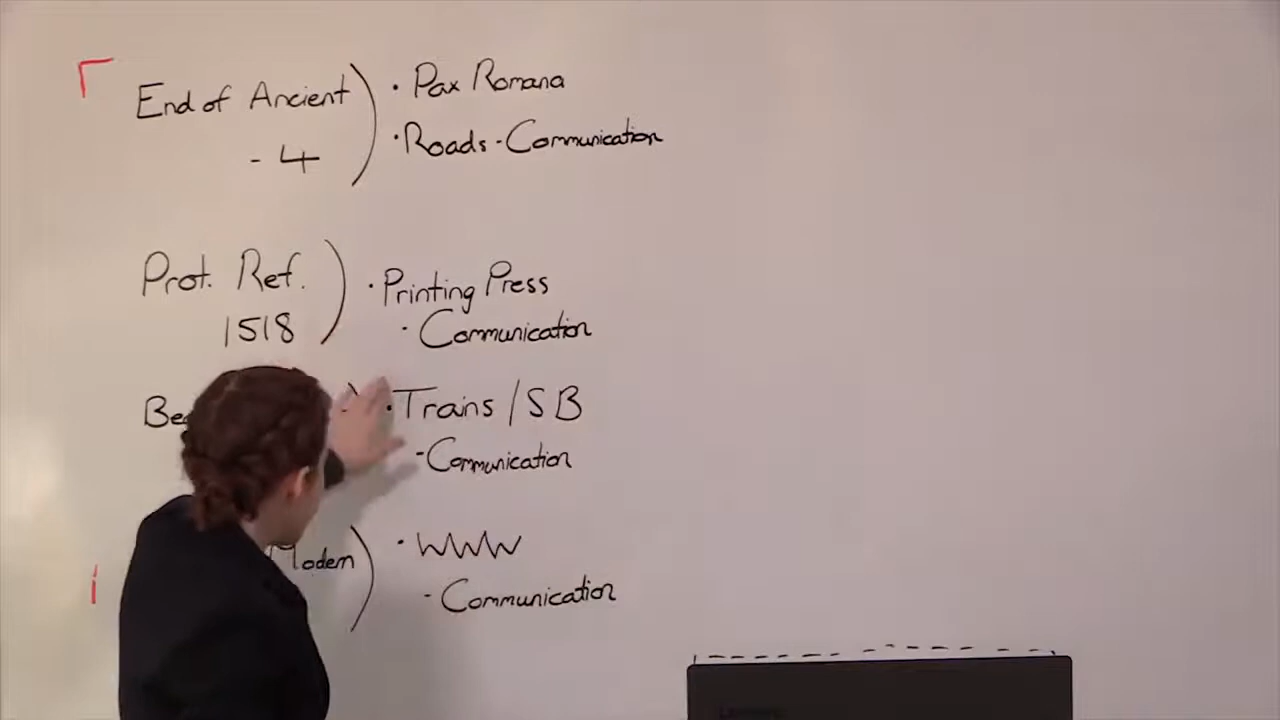 End of Ancient
- 4
• Pax Romana
• Roads - Communication
Prot. Ref.
1518
• Printing Press
• Communication
• Trains / SB
- Communication
Modern
• WWW
- Communication